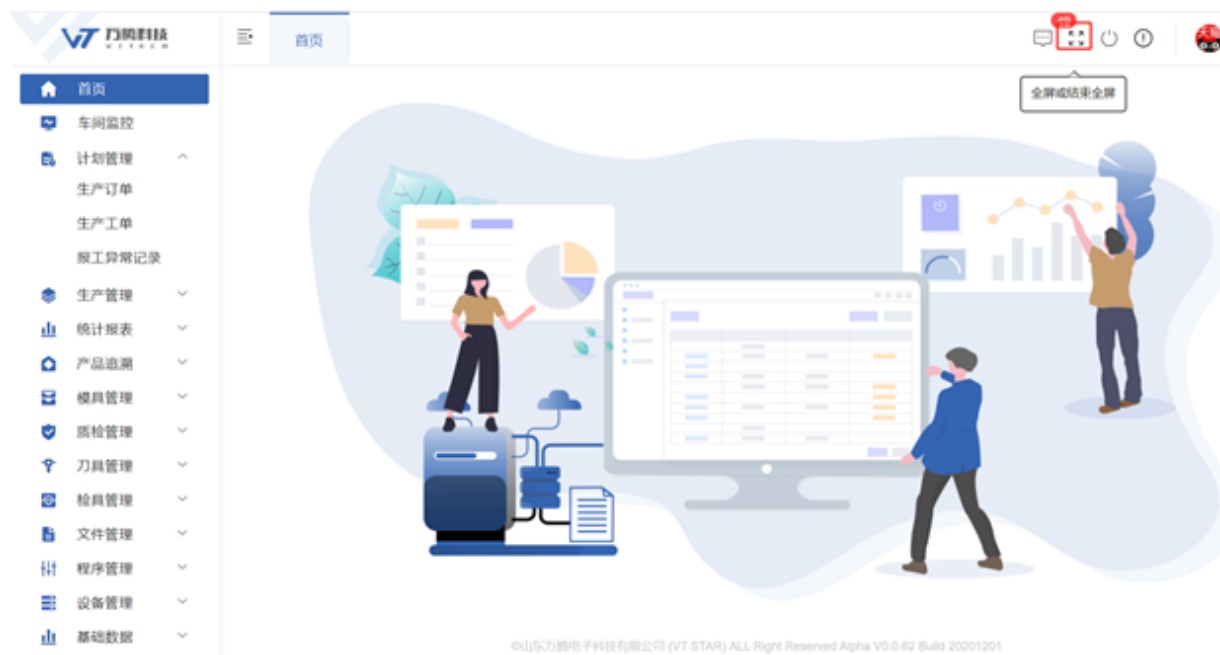 VT 万腾科技
VTTECH
首页
全屏或结束全屏
首页
车间监控
计划管理
生产订单
生产工单
报工异常记录
生产管理
统计报表
产品追溯
模具管理
质检管理
刀具管理
检具管理
文件管理
程序管理
设备管理
基础数据
©山东万腾电子科技有限公司 (VT STAR) ALL Right Reserved Alpha V0.0.62 Build 20201201